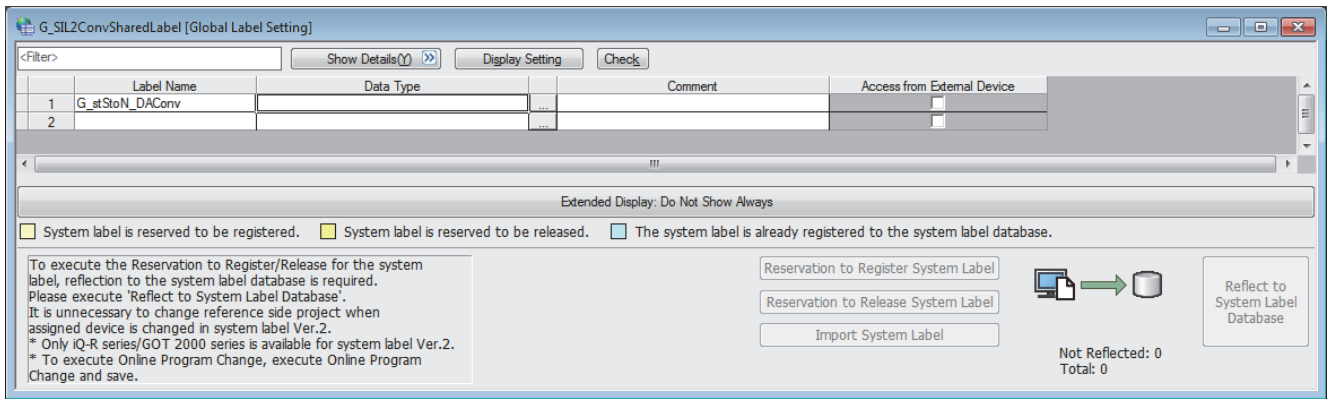 G_SIL2ConvSharedLabel [Global Label Setting]
<Filter>
Show Details(Y)
Display Setting
Check
Label Name Data Type Comment Access from External Device
1 G_stStoN_DAConv ...
2 ...
Extended Display: Do Not Show Always
System label is reserved to be registered. System label is reserved to be released. The system label is already registered to the system label database.
To execute the Reservation to Register/Release for the system
label, reflection to the system label database is required.
Please execute 'Reflect to System Label Database'.
It is unnecessary to change reference side project when
assigned device is changed in system label Ver.2.
* Only iQ-R series/GOT 2000 series is available for system label Ver.2.
* To execute Online Program Change, execute Online Program
Change and save.
Reservation to Register System Label
Reservation to Release System Label
Import System Label
Not Reflected: 0
Total: 0
Reflect to
System Label
Database